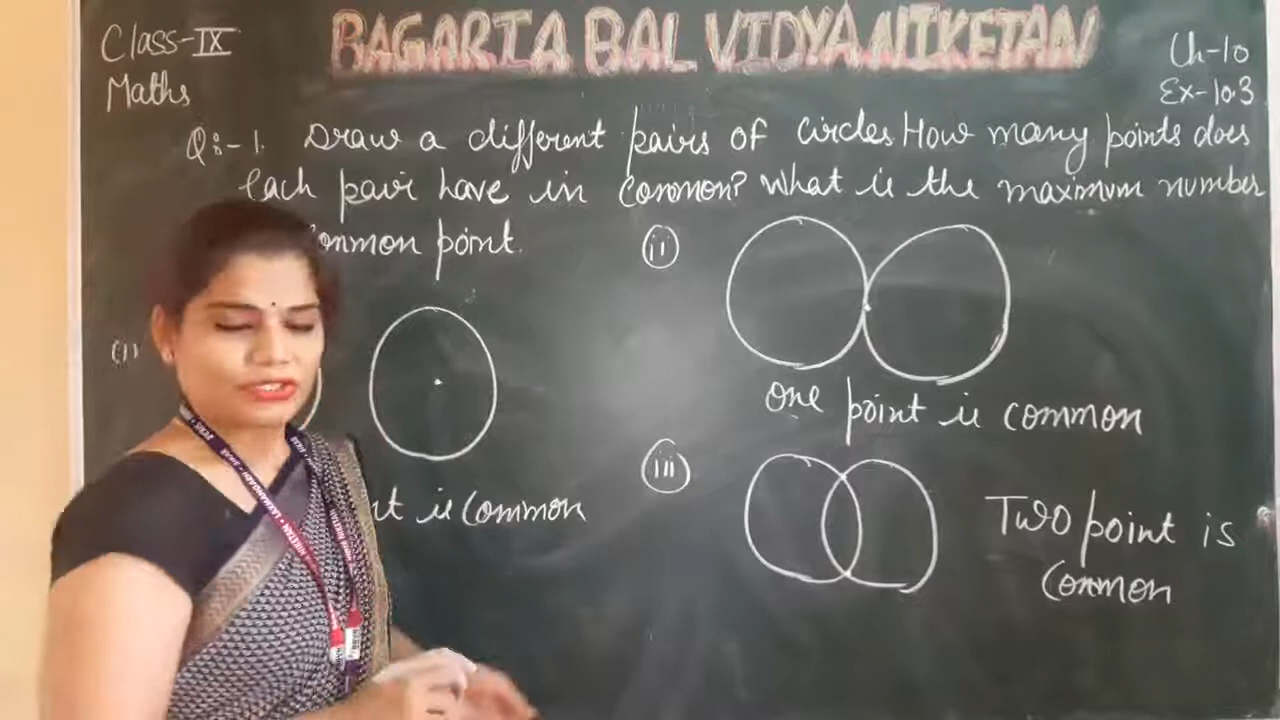 Class-IX
Maths
BAGARIA BAL VIDYA NIKETAN
Ch-10
Ex-10.3
Q:-1. Draw a different pairs of circles How many points does
each pair have in common? What is the maximum number
common point.
(i)
(ii)
one point is common
(iii)
is common
Two point is
common